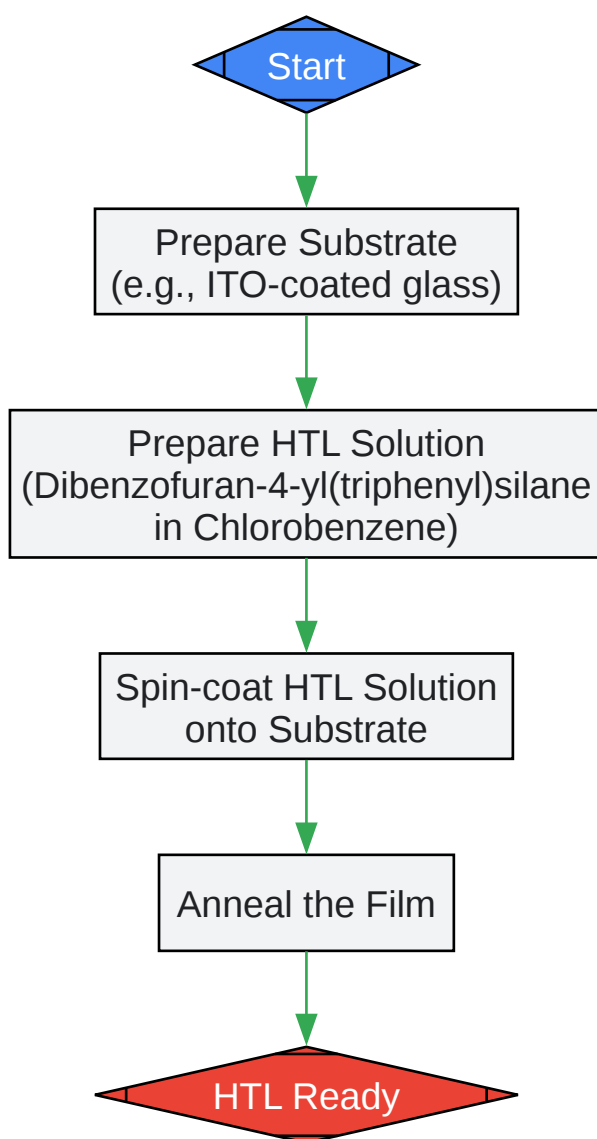 Start
Prepare Substrate
(e.g., ITO-coated glass)
Prepare HTL Solution
(Dibenzofuran-4-yl(triphenyl)silane
in Chlorobenzene)
Spin-coat HTL Solution
onto Substrate
Anneal the Film
HTL Ready